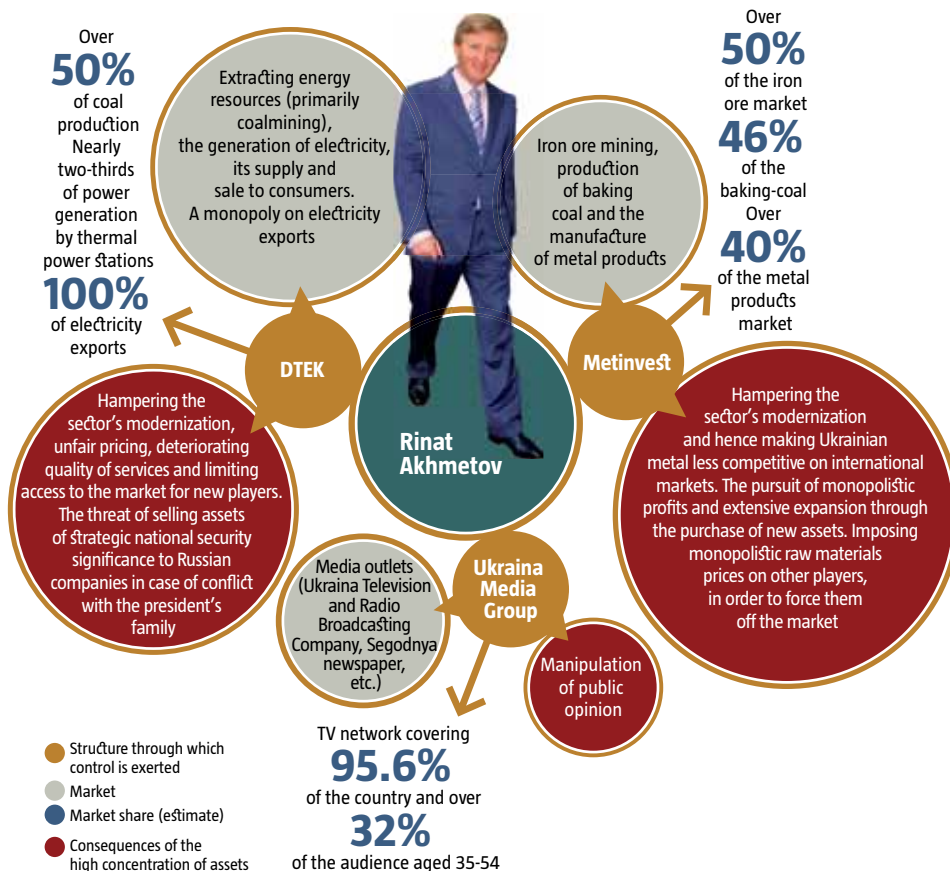 Over
50%
of coal
production
Nearly
two-thirds
of power
generation
by thermal
power stations
100%
of electricity
exports
Extracting energy
resources (primarily
coalmining),
the generation of electricity,
its supply and
sale to consumers.
A monopoly on electricity
exports
Iron ore mining,
production
of baking
coal and the
manufacture
of metal products
Over
50%
of the iron
ore market
46%
of the
baking-coal
Over
40%
of the metal
products
market
DTEK
Metinvest
Rinat
Akhmetov
Hampering the
sector's modernization,
unfair pricing, deteriorating
quality of services and limiting
access to the market for new players.
The threat of selling assets
of strategic national security
significance to Russian
companies in case of conflict
with the president's
family
Hampering the
sector's modernization
and hence making Ukrainian
metal less competitive on international
markets. The pursuit of monopolistic
profits and extensive expansion through
the purchase of new assets. Imposing
monopolistic raw materials
prices on other players,
in order to force them
off the market
Media outlets
(Ukraina Television
and Radio
Broadcasting
Company, Segodnya
newspaper,
etc.)
Ukraina
Media
Group
Manipulation
of public
opinion
TV network covering
95.6%
of the country and over
32%
of the audience aged 35-54
Structure through which
control is exerted
Market
Market share (estimate)
Consequences of the
high concentration of assets